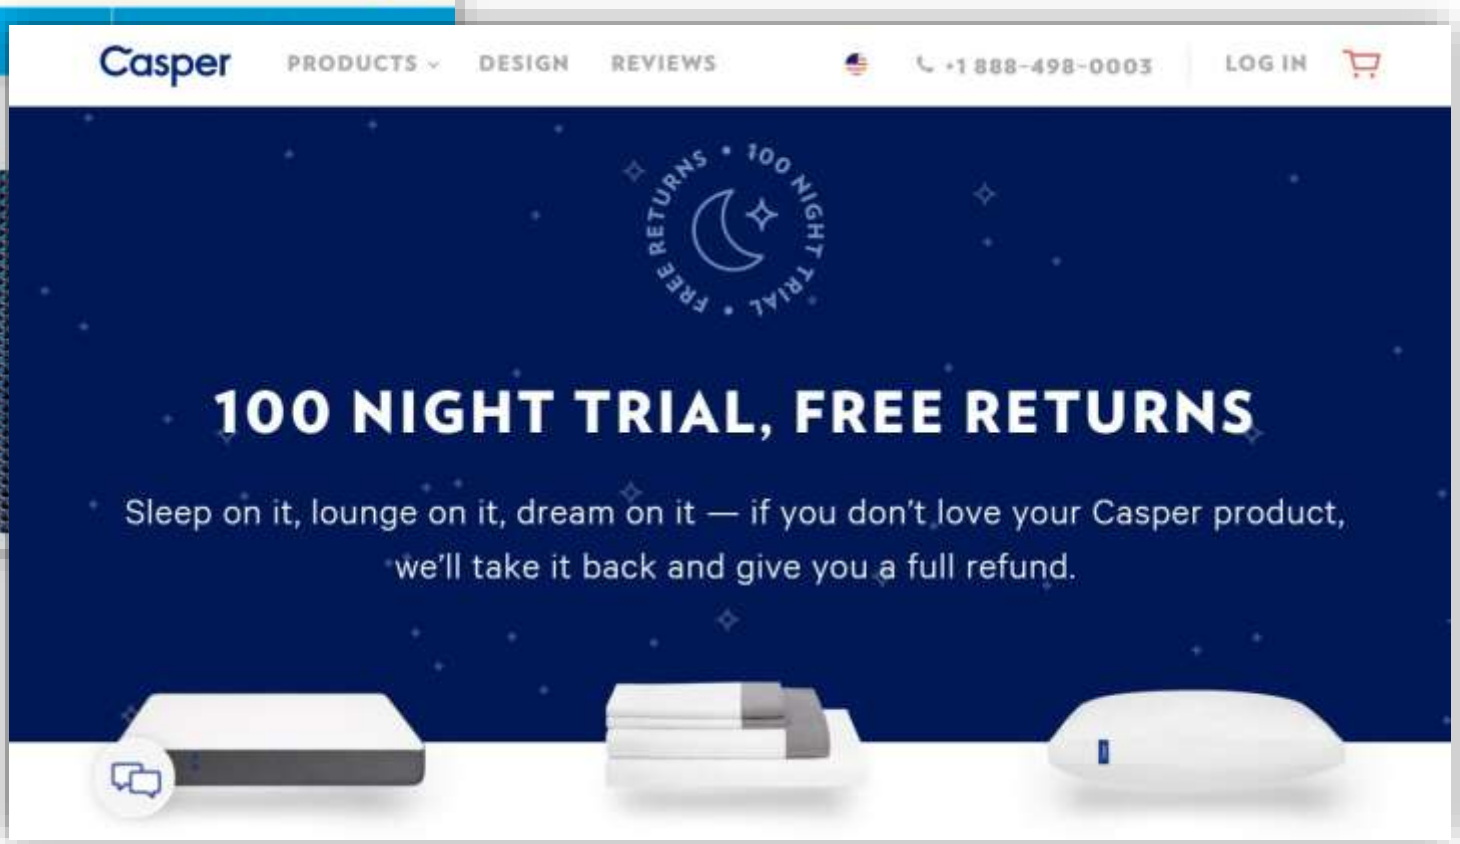 Casper
PRODUCTS
DESIGN
REVIEWS
+1 888-498-0003
LOG IN
FREE RETURNS • 100 NIGHT TRIAL •
100 NIGHT TRIAL, FREE RETURNS
Sleep on it, lounge on it, dream on it — if you don't love your Casper product,
we'll take it back and give you a full refund.